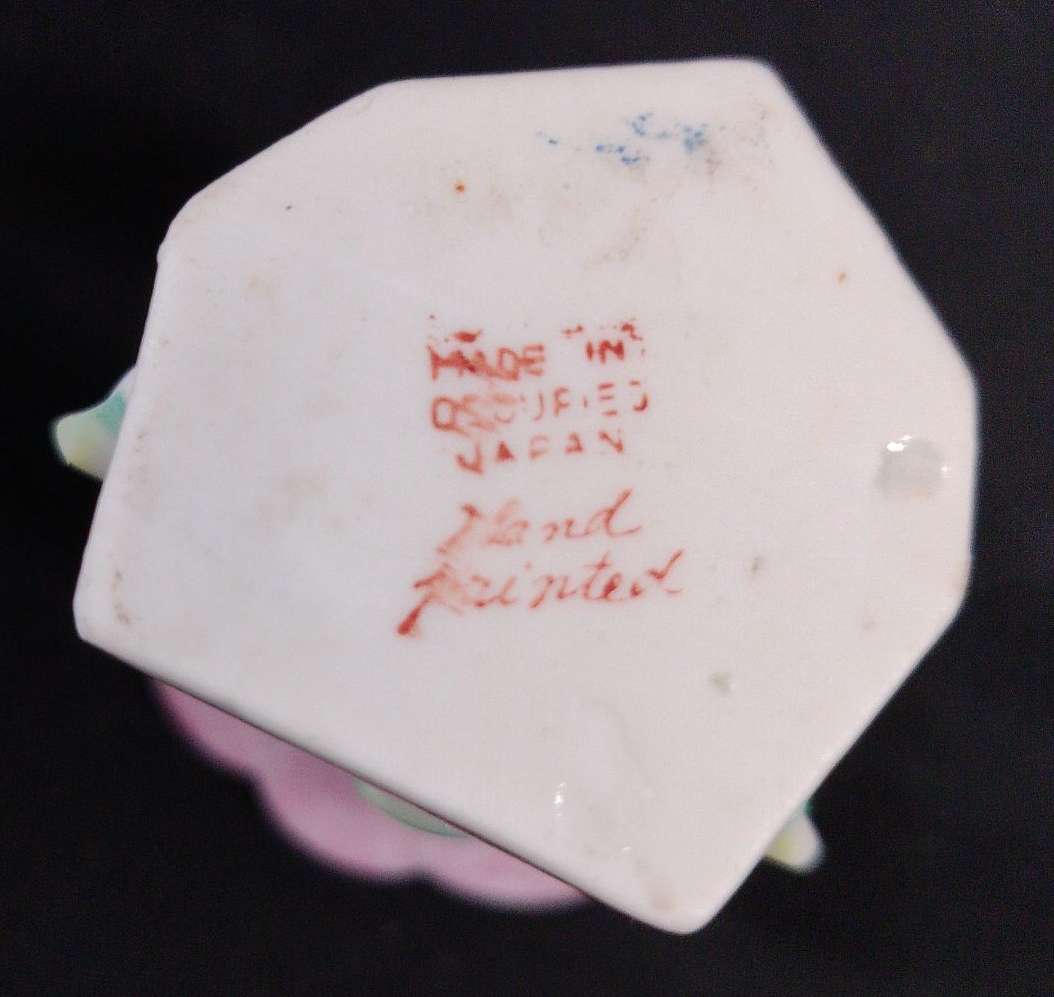 MADE IN
OCCUPIED
JAPAN
Hand
painted